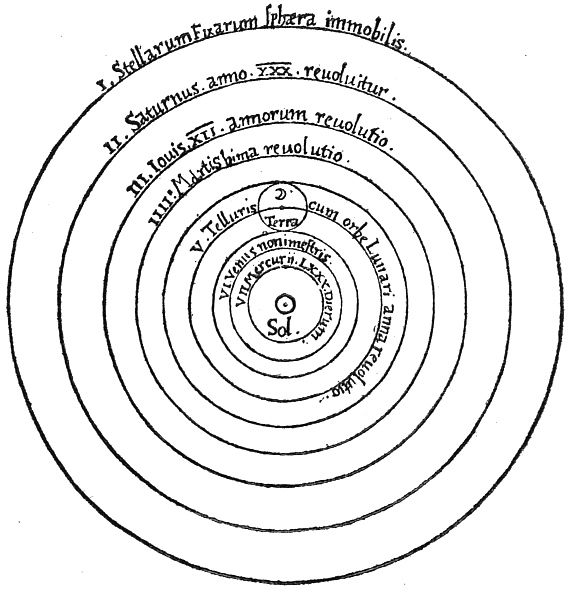 I. Stellarum Fixarum Sphæra immobilis.
II. Saturnus. anno. XXX. reuoluitur.
III. Iouis. XII. annorum reuolutio.
IIII. Martis bima reuolutio.
V. Telluris cum orbe Lunari annua reuolutio.
Terra
VI. Venus nonimestris.
VII. Mercurii. LXXX. Dierum.
Sol.